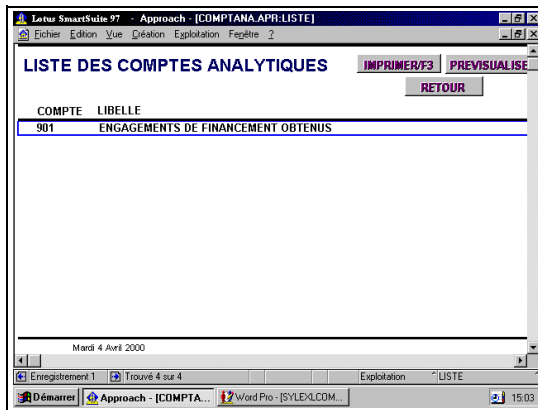 Lotus SmartSuite 97 - Approach - [COMPTANA.APR:LISTE]
Fichier Edition Vue Création Exploitation Fenêtre ?
LISTE DES COMPTES ANALYTIQUES IMPRIMER/F3 PREVISUALISE
RETOUR
COMPTE LIBELLE
901 ENGAGEMENTS DE FINANCEMENT OBTENUS
Mardi 4 Avril 2000
Enregistrement 1 Trouvé 4 sur 4 Exploitation LISTE
Démarrer Approach - [COMPTA... Word Pro - [SYLEXLCOM... 15:03